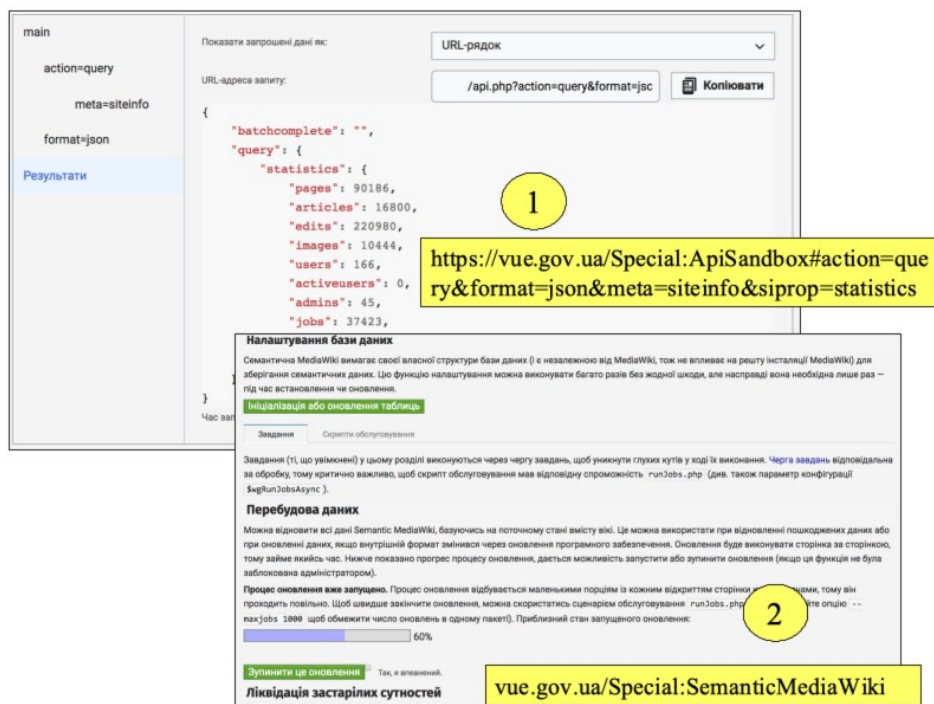 main
action=query
meta=siteinfo
format=json
Результати
Показати запрошені дані як:
URL-рядок
URL-адреса запиту:
/api.php?action=query&format=jsc
Копіювати
{
"batchcomplete": "",
"query": {
"statistics": {
"pages": 90186,
"articles": 16800,
"edits": 220980,
"images": 10444,
"users": 166,
"activeusers": 0,
"admins": 45,
"jobs": 37423,
}
Час зап
1
https://vue.gov.ua/Special:ApiSandbox#action=que
ry&format=json&meta=siteinfo&siprop=statistics
Налаштування бази даних
Семантична MediaWiki вимагає своєї власної структури бази даних (і є незалежною від MediaWiki, тож не впливає на решту інсталяції MediaWiki) для
зберігання семантичних даних. Цю функцію налаштування можна виконувати багато разів без жодної шкоди, але насправді вона необхідна лише раз —
під час встановлення чи оновлення.
Ініціалізація або оновлення таблиць
Завдання
Скрипти обслуговування
Завдання (ті, що увімкнені) у цьому розділі виконуються через чергу завдань, щоб уникнути глухих кутів у ході їх виконання. Черга завдань відповідальна
за обробку, тому критично важливо, щоб скрипт обслуговування мав відповідну спроможність runJobs.php (див. також параметр конфігурації
$wgRunJobsAsync ).
Перебудова даних
Можна відновити всі дані Semantic MediaWiki, базуючись на поточному стані вмісту вікі. Це можна використати при відновленні пошкоджених даних або
при оновленні даних, якщо внутрішній формат змінився через оновлення програмного забезпечення. Оновлення буде виконувати сторінка за сторінкою,
тому займе якийсь час. Нижче показано прогрес процесу оновлення, дається можливість запустити або зупинити оновлення (якщо ця функція не була
заблокована адміністратором).
Процес оновлення вже запущено. Процес оновлення відбувається маленькими порціям із кожним відкриттям сторінки тому він
проходить повільно. Щоб швидше закінчити оновлення, можна скористатись сценарієм обслуговування runJobs.php опцію --
maxjobs 1000 щоб обмежити число оновлень в одному пакеті). Приблизний стан запущеного оновлення:
60%
2
Зупинити це оновлення
Так, я впевнений.
Ліквідація застарілих сутностей
vue.gov.ua/Special:SemanticMediaWiki